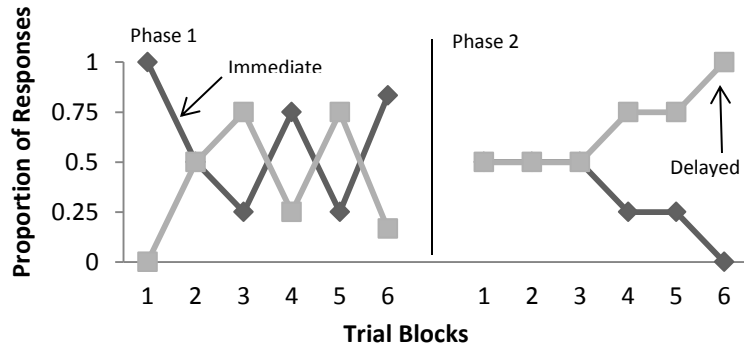 Phase 1
Phase 2
Immediate
Delayed
Proportion of Responses
1
0.75
0.5
0.25
0
1 2 3 4 5 6
1 2 3 4 5 6
Trial Blocks